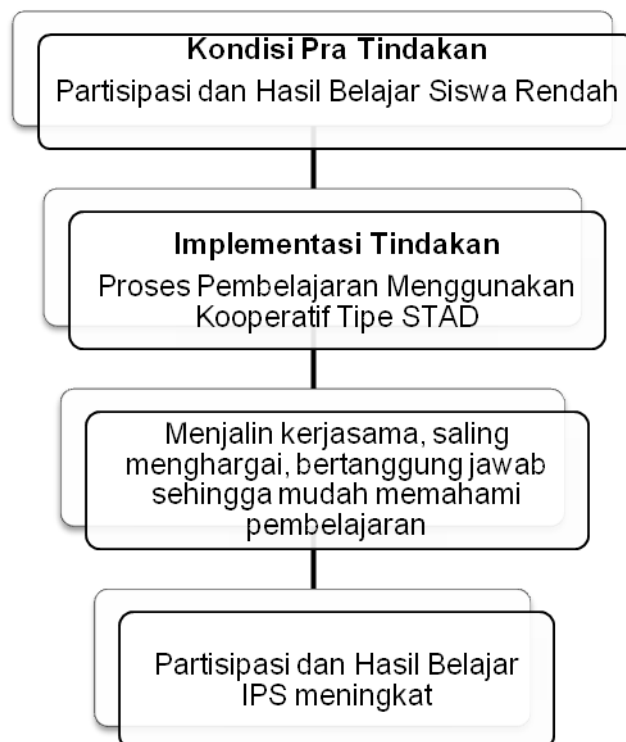 Kondisi Pra Tindakan
Partisipasi dan Hasil Belajar Siswa Rendah
Implementasi Tindakan
Proses Pembelajaran Menggunakan
Kooperatif Tipe STAD
Menjalin kerjasama, saling
menghargai, bertanggung jawab
sehingga mudah memahami
pembelajaran
Partisipasi dan Hasil Belajar
IPS meningkat